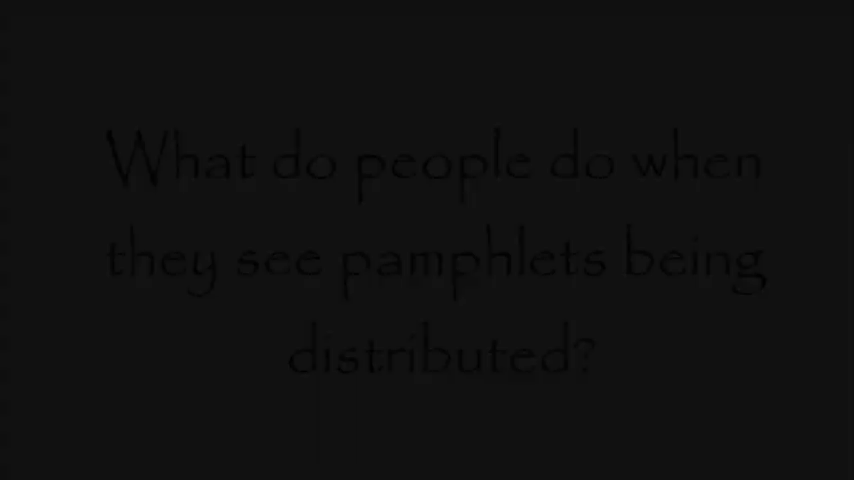 What do people do when
they see pamphlets being
distributed?